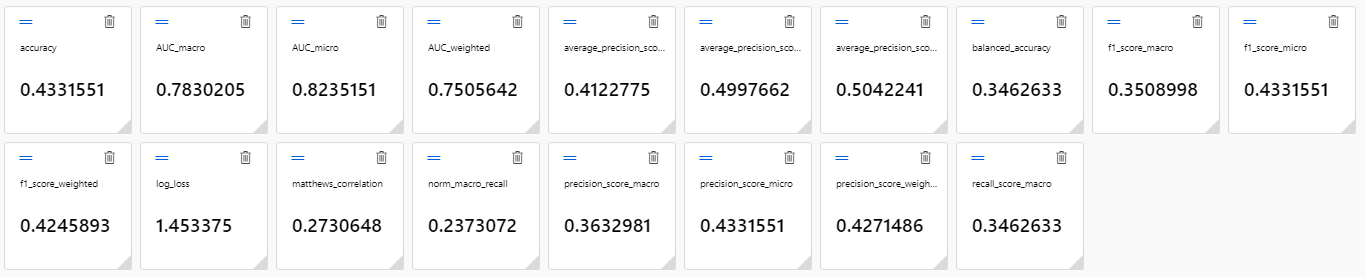 accuracy AUC_macro AUC_micro AUC_weighted average_precision_sco... average_precision_sco... average_precision_sco... balanced_accuracy f1_score_macro f1_score_micro
0.4331551 0.7830205 0.8235151 0.7505642 0.4122775 0.4997662 0.5042241 0.3462633 0.3508998 0.4331551
f1_score_weighted log_loss matthews_correlation norm_macro_recall precision_score_macro precision_score_micro precision_score_weigh... recall_score_macro
0.4245893 1.453375 0.2730648 0.2373072 0.3632981 0.4331551 0.4271486 0.3462633